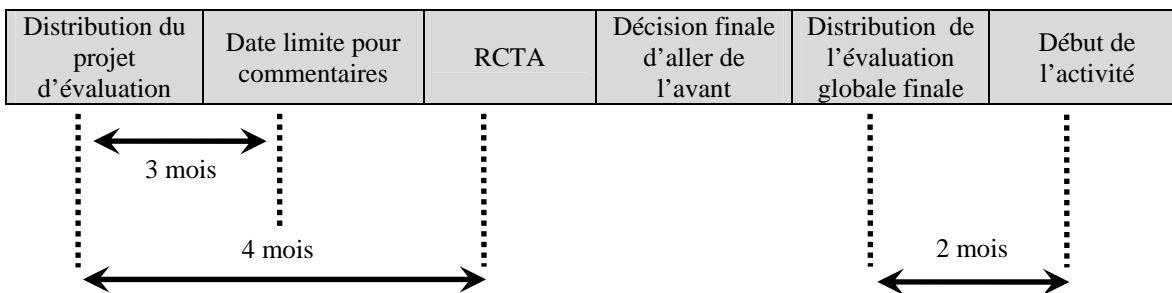 Distribution du
projet
d'évaluation
Date limite pour
commentaires
RCTA
Décision finale
d'aller de
l'avant
Distribution de
l'évaluation
globale finale
Début de
l'activité
3 mois
4 mois
2 mois